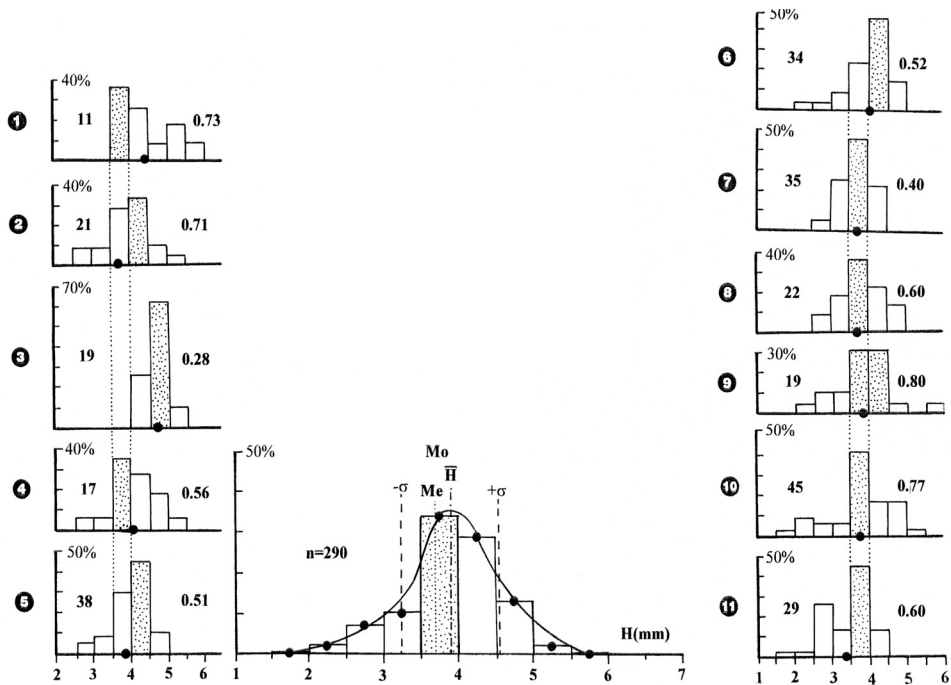 40%
1 11 0.73
40%
2 21 0.71
70%
3 19 0.28
40%
4 17 0.56
50%
5 38 0.51
2 3 4 5 6
50%
Mo
H̅
-σ Me +σ
n=290
H(mm)
1 2 3 4 5 6 7
50%
6 34 0.52
50%
7 35 0.40
40%
8 22 0.60
30%
9 19 0.80
50%
10 45 0.77
50%
11 29 0.60
1 2 3 4 5 6